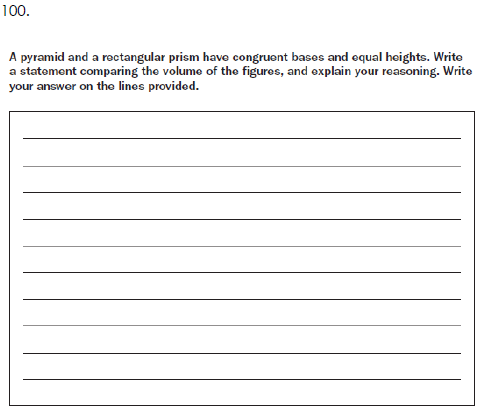 100.
A pyramid and a rectangular prism have congruent bases and equal heights. Write
a statement comparing the volume of the figures, and explain your reasoning. Write
your answer on the lines provided.